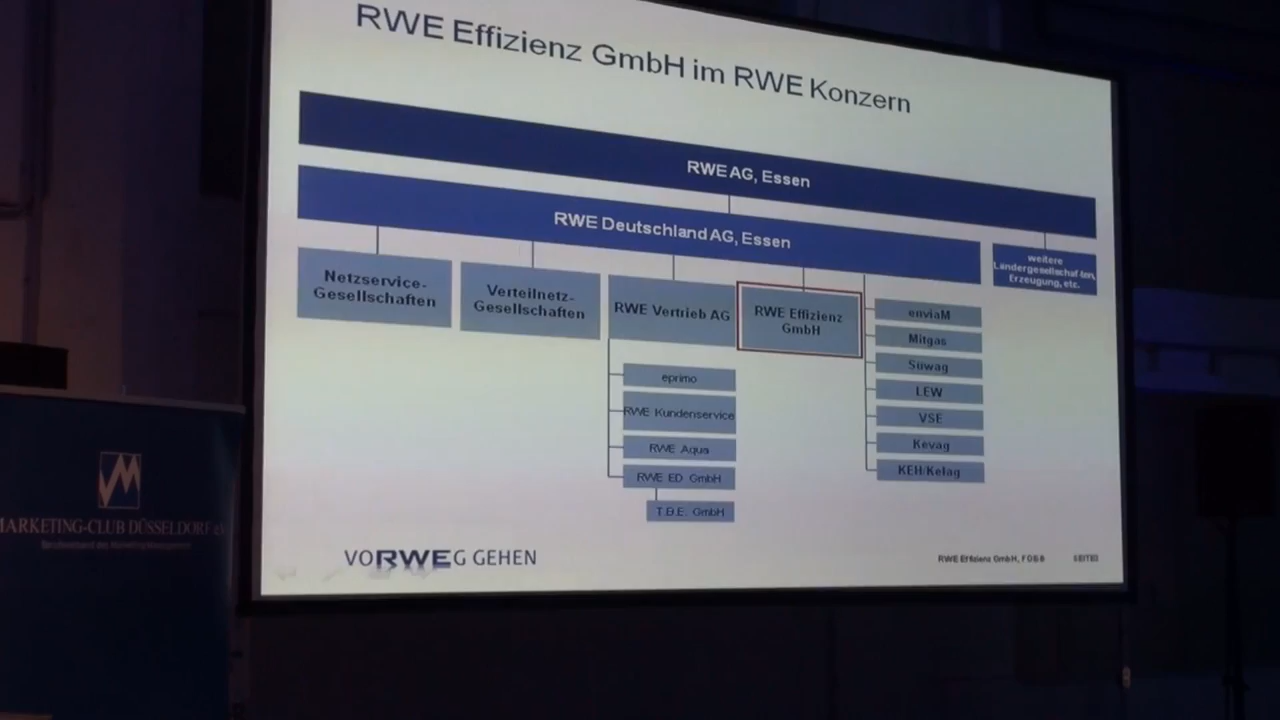 RWE Effizienz GmbH im RWE Konzern
RWE AG, Essen
RWE Deutschland AG, Essen
weitere
Ländergesellschaften,
Erzeugung, etc.
Netzservice-
Gesellschaften
Verteilnetz-
Gesellschaften
RWE Vertrieb AG
RWE Effizienz
GmbH
enviaM
Mitgas
Süwag
LEW
VSE
Kevag
KEH/Kelag
eprimo
RWE Kundenservice
RWE Aqua
RWE ED GmbH
T.B.E. GmbH
VORWEG GEHEN
RWE Effizienz GmbH,
MARKETING-CLUB DÜSSELDORF e.V.